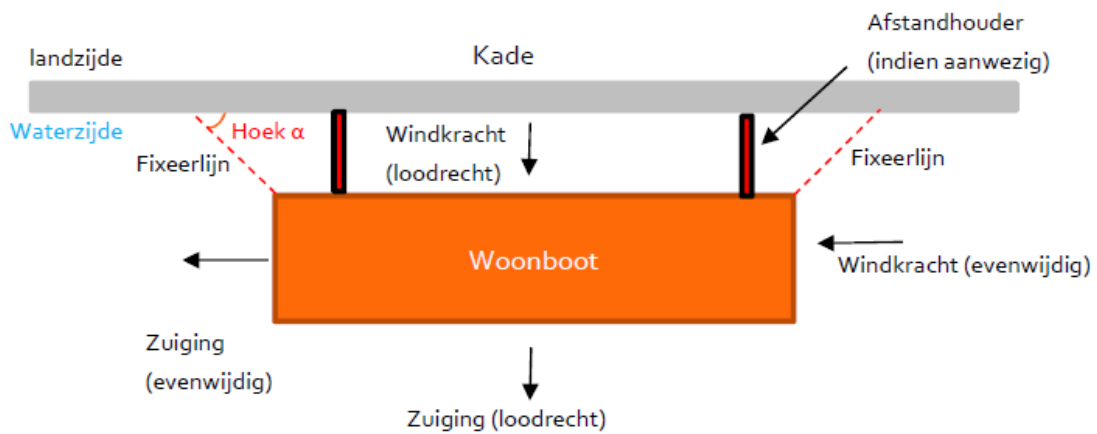 landzijde
Kade
Afstandhouder
(indien aanwezig)
Waterzijde
Hoek α
Windkracht
(loodrecht)
Fixeerlijn
Fixeerlijn
Woonboot
Windkracht (evenwijdig)
Zuiging
(evenwijdig)
Zuiging (loodrecht)